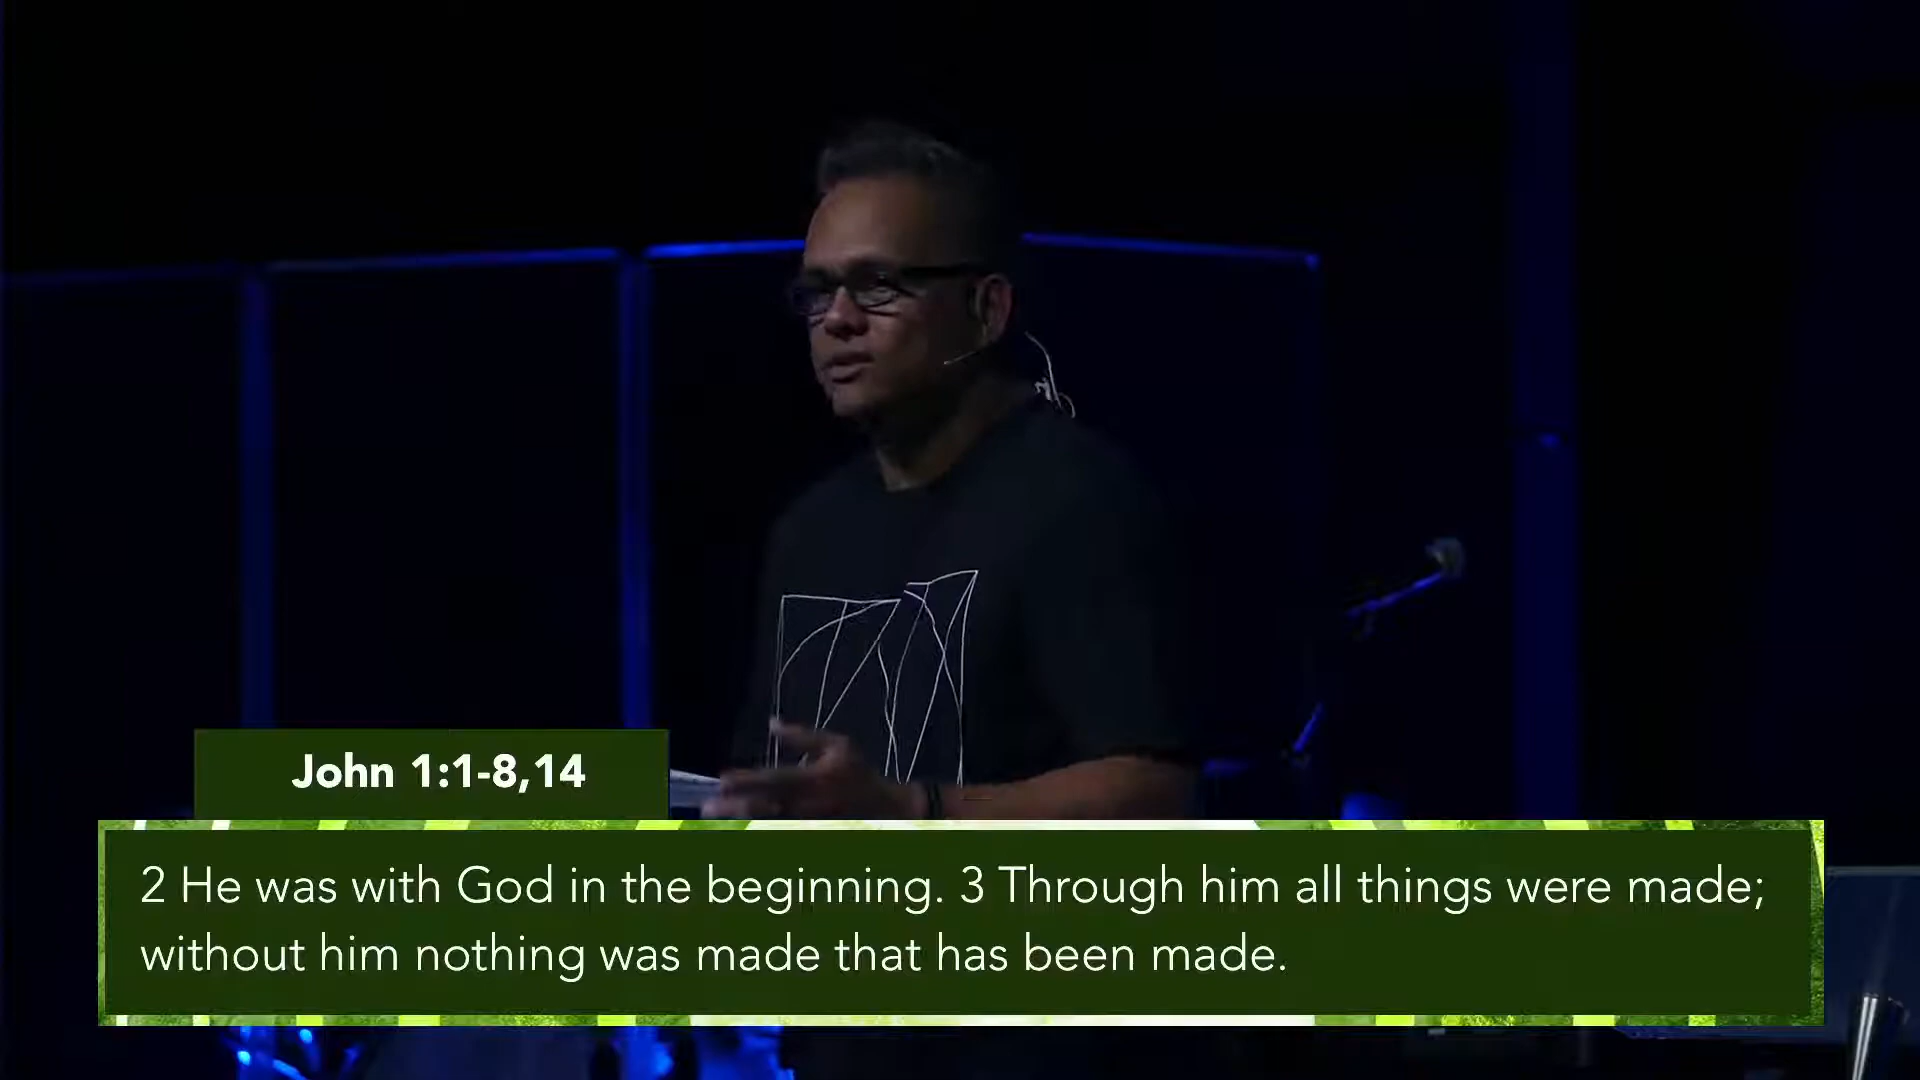 John 1:1-8,14
2 He was with God in the beginning. 3 Through him all things were made;
without him nothing was made that has been made.